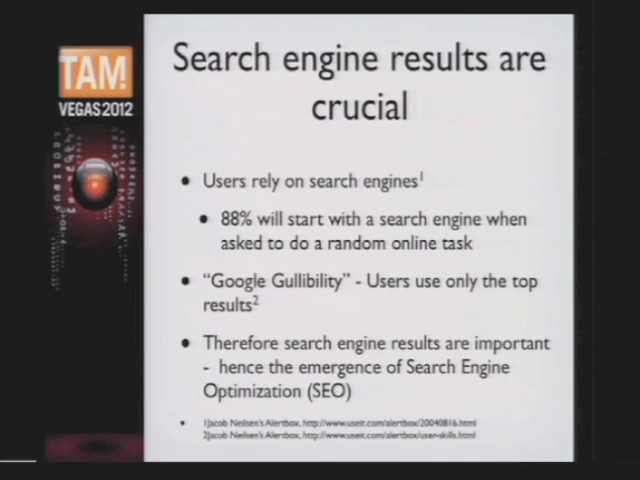 TAM!
VEGAS 2012
Search engine results are
crucial
• Users rely on search engines1
• 88% will start with a search engine when
asked to do a random online task
• “Google Gullibility” - Users use only the top
results2
• Therefore search engine results are important
- hence the emergence of Search Engine
Optimization (SEO)
• 1Jacob Neilsen's Alertbox, http://www.useit.com/alertbox/20040816.html
2Jacob Neilsen's Alertbox, http://www.useit.com/alertbox/user-skills.html